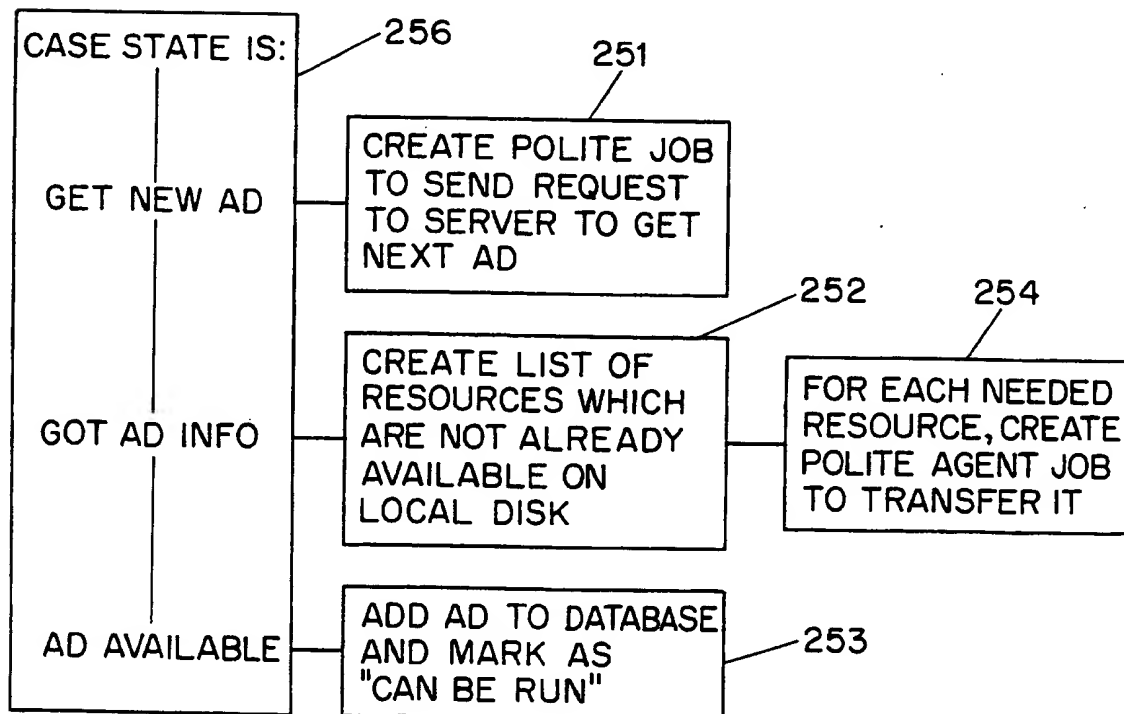 CASE STATE IS:
256
251
CREATE POLITE JOB
TO SEND REQUEST
TO SERVER TO GET
NEXT AD
GET NEW AD
252
254
CREATE LIST OF
RESOURCES WHICH
ARE NOT ALREADY
AVAILABLE ON
LOCAL DISK
FOR EACH NEEDED
RESOURCE, CREATE
POLITE AGENT JOB
TO TRANSFER IT
GOT AD INFO
ADD AD TO DATABASE
AND MARK AS
"CAN BE RUN"
253
AD AVAILABLE